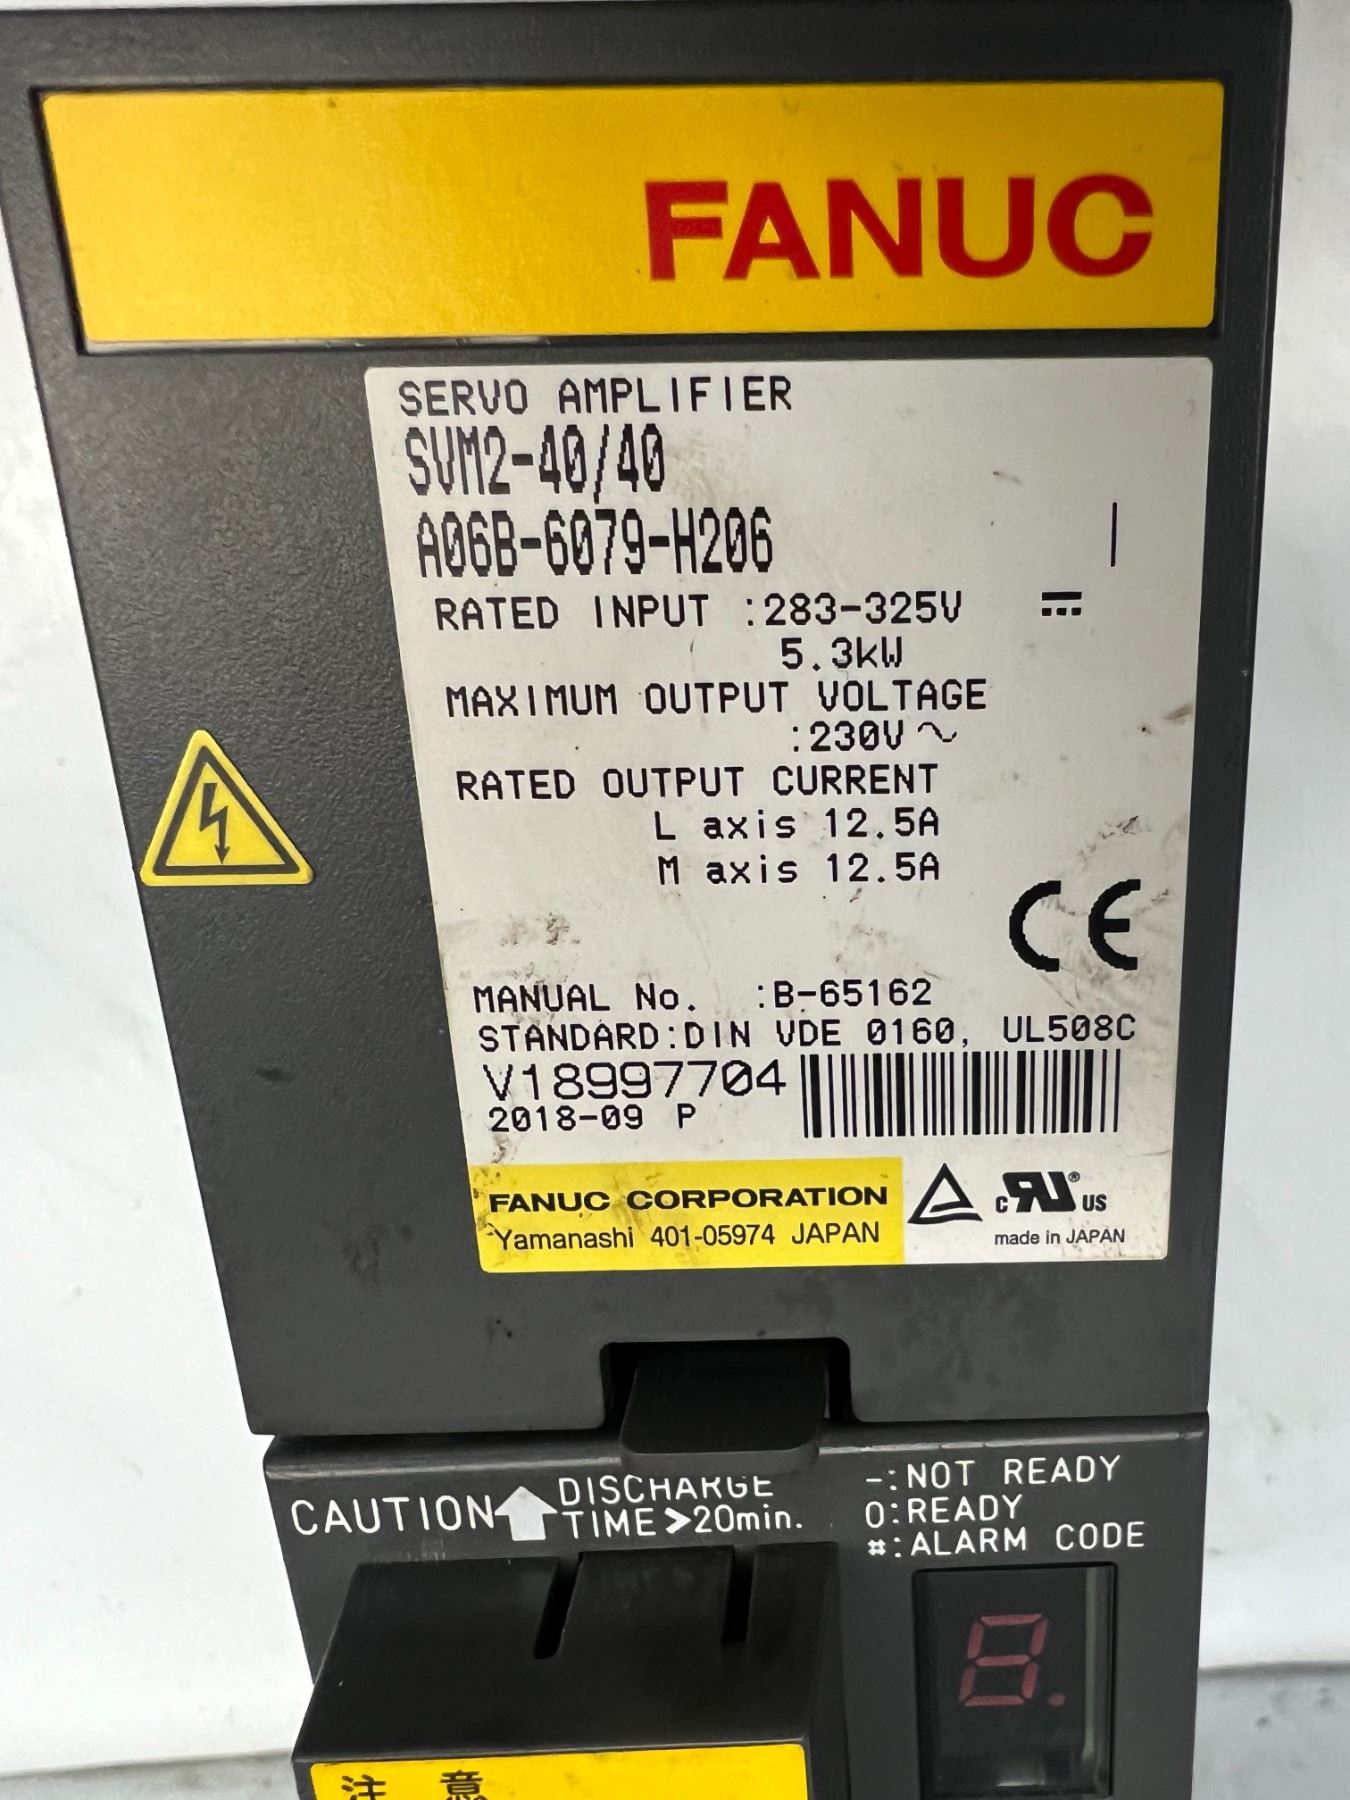 FANUC
SERVO AMPLIFIER
SVM2-40/40
A06B-6079-H206
RATED INPUT :283-325V
5.3kW
MAXIMUM OUTPUT VOLTAGE
:230V~
RATED OUTPUT CURRENT
L axis 12.5A
M axis 12.5A
CE
MANUAL No. :B-65162
STANDARD:DIN VDE 0160, UL508C
V18997704
2018-09 P
FANUC CORPORATION
Yamanashi 401-05974 JAPAN
c RU ® US
made in JAPAN
CAUTION DISCHARGE
TIME>20min.
-:NOT READY
0:READY
#:ALARM CODE
8.
注 意